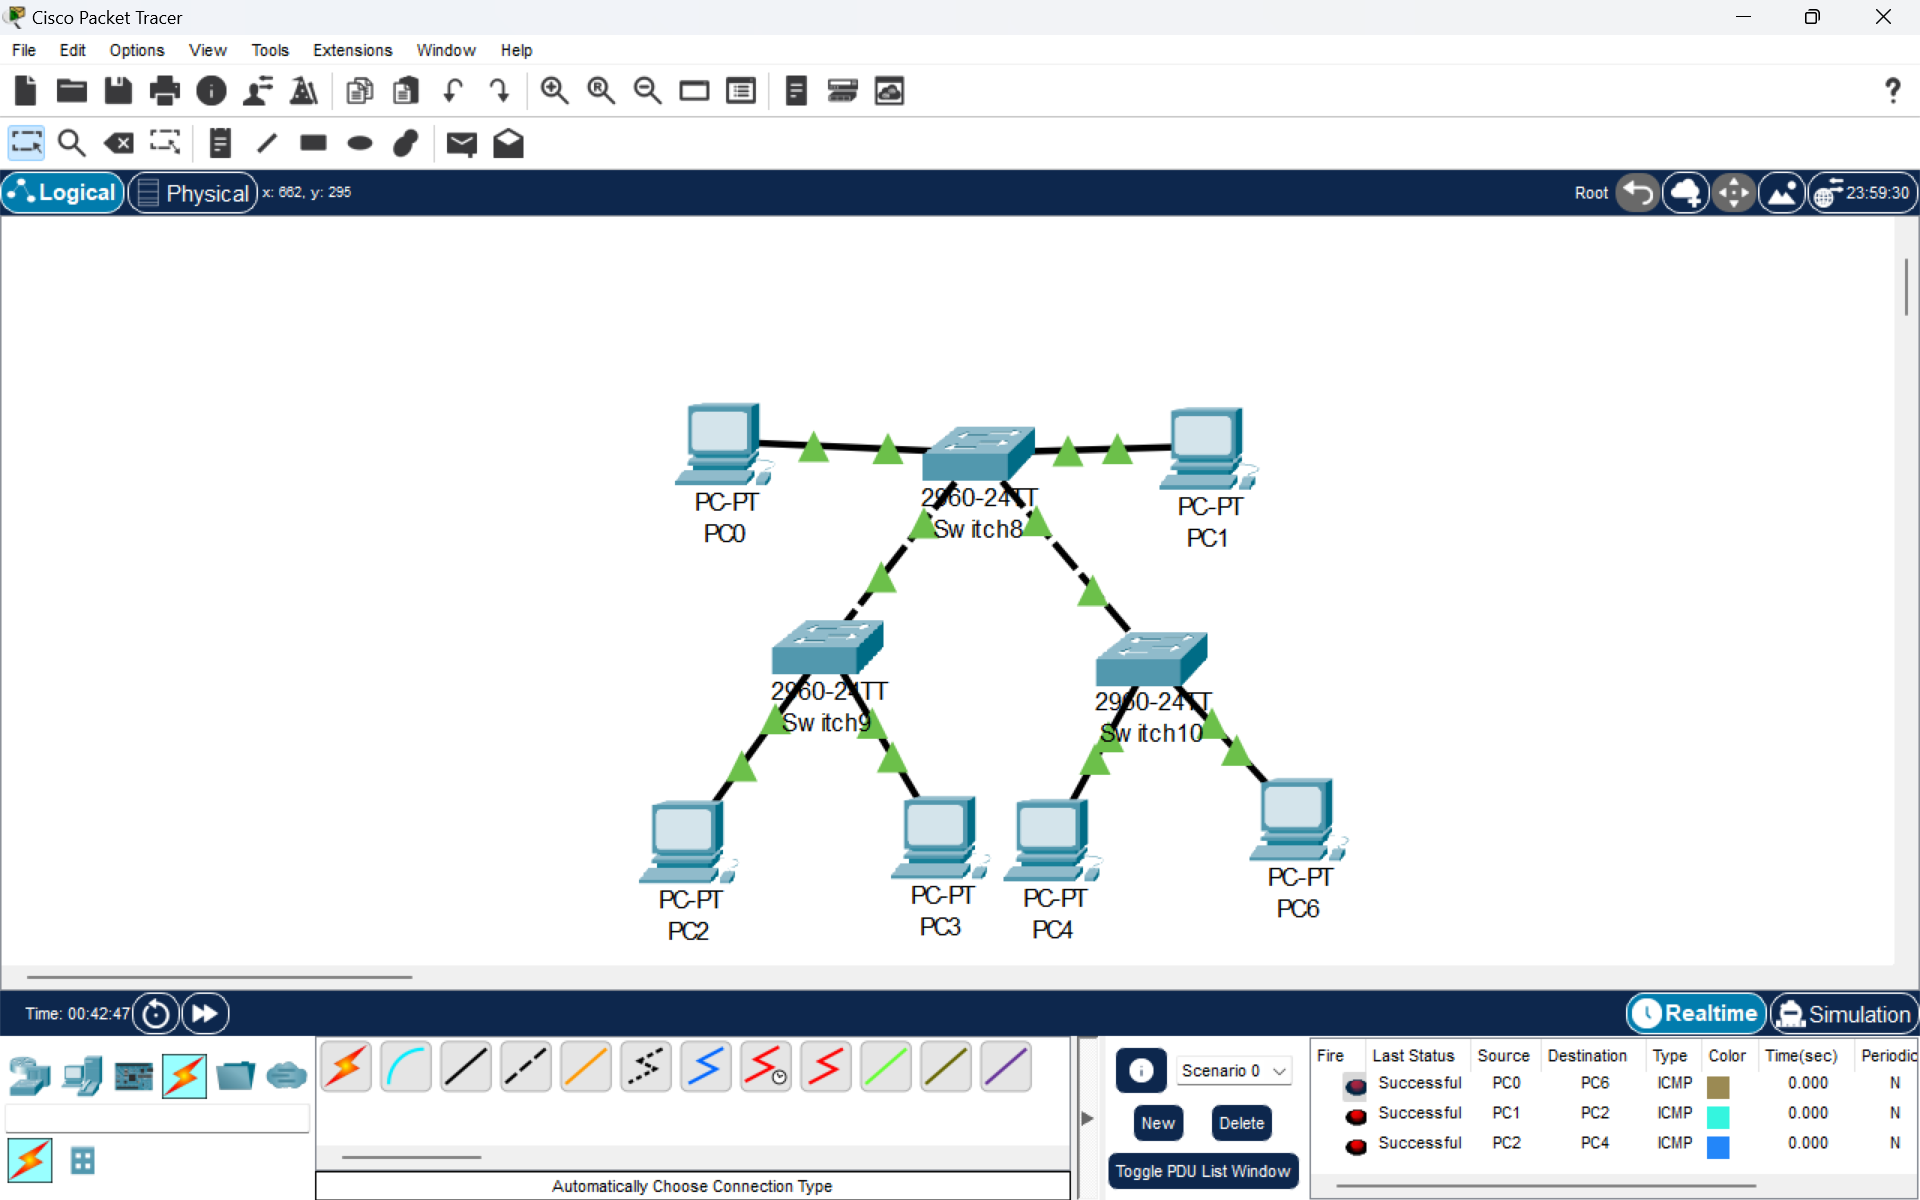 Cisco Packet Tracer
File Edit Options View Tools Extensions Window Help
Logical Physical x: 662, y: 295 Root 23:59:30
PC-PT
PC0
2960-24TT
Switch8
PC-PT
PC1
2960-24TT
Switch9
2960-24TT
Switch10
PC-PT
PC2
PC-PT
PC3
PC-PT
PC4
PC-PT
PC6
Time: 00:42:47 Realtime Simulation
Scenario 0
New Delete
Toggle PDU List Window
Automatically Choose Connection Type
Fire Last Status Source Destination Type Color Time(sec) Periodic
Successful PC0 PC6 ICMP 0.000 N
Successful PC1 PC2 ICMP 0.000 N
Successful PC2 PC4 ICMP 0.000 N